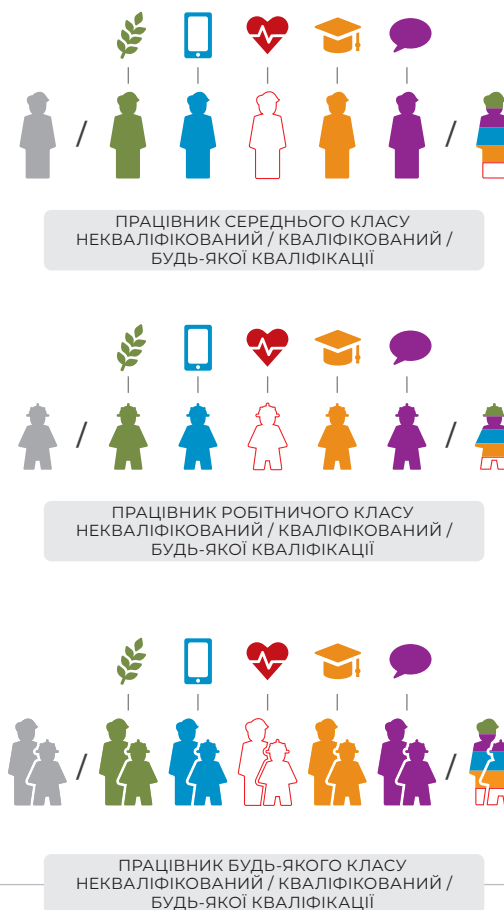 /
/
ПРАЦІВНИК СЕРЕДНЬОГО КЛАСУ
НЕКВАЛІФІКОВАНИЙ / КВАЛІФІКОВАНИЙ /
БУДЬ-ЯКОЇ КВАЛІФІКАЦІЇ
/
/
ПРАЦІВНИК РОБІТНИЧОГО КЛАСУ
НЕКВАЛІФІКОВАНИЙ / КВАЛІФІКОВАНИЙ /
БУДЬ-ЯКОЇ КВАЛІФІКАЦІЇ
/
/
ПРАЦІВНИК БУДЬ-ЯКОГО КЛАСУ
НЕКВАЛІФІКОВАНИЙ / КВАЛІФІКОВАНИЙ /
БУДЬ-ЯКОЇ КВАЛІФІКАЦІЇ